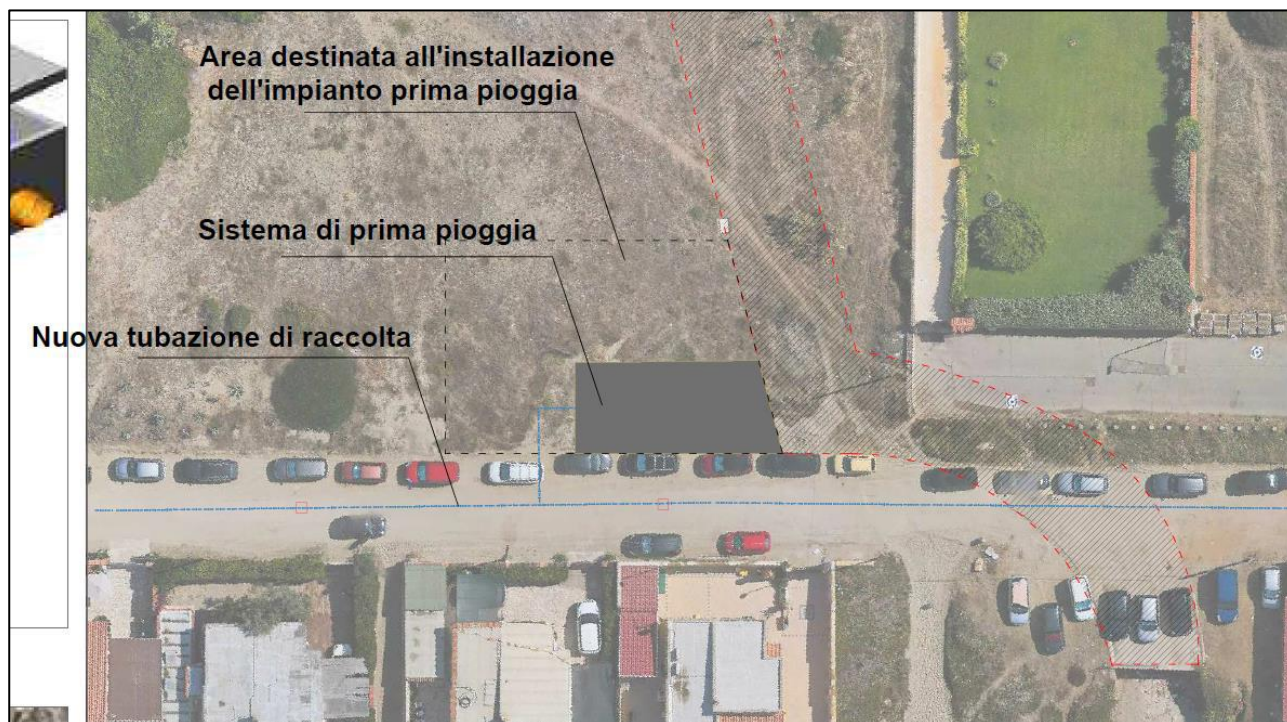 Area destinata all'installazione
dell'impianto prima pioggia
Sistema di prima pioggia
Nuova tubazione di raccolta